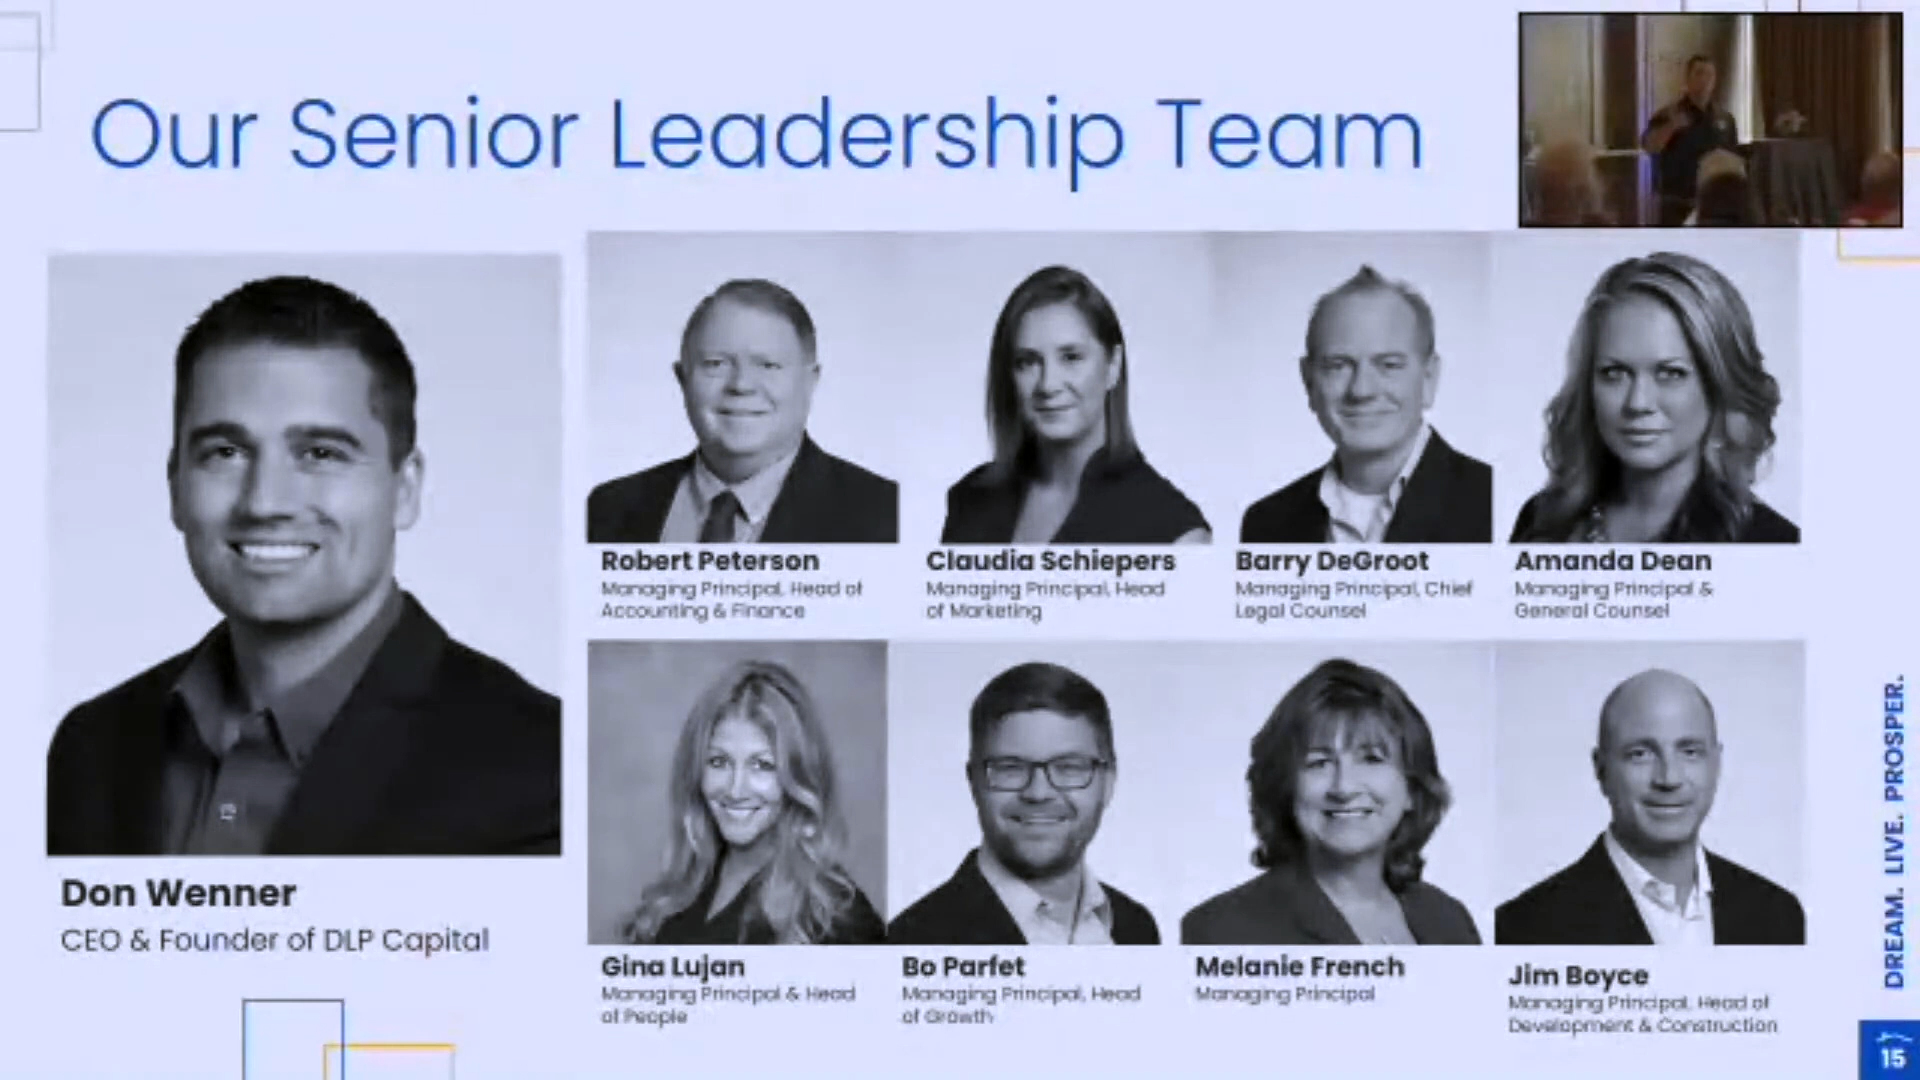 Our Senior Leadership Team
Don Wenner
CEO & Founder of DLP Capital
Robert Peterson
Managing Principal, Head of
Accounting & Finance
Claudia Schiepers
Managing Principal, Head
of Marketing
Barry DeGroot
Managing Principal, Chief
Legal Counsel
Amanda Dean
Managing Principal &
General Counsel
Gina Lujan
Managing Principal & Head
of People
Bo Parfet
Managing Principal, Head
of Growth
Melanie French
Managing Principal
Jim Boyce
Managing Principal, Head of
Development & Construction
DREAM. LIVE. PROSPER.
15